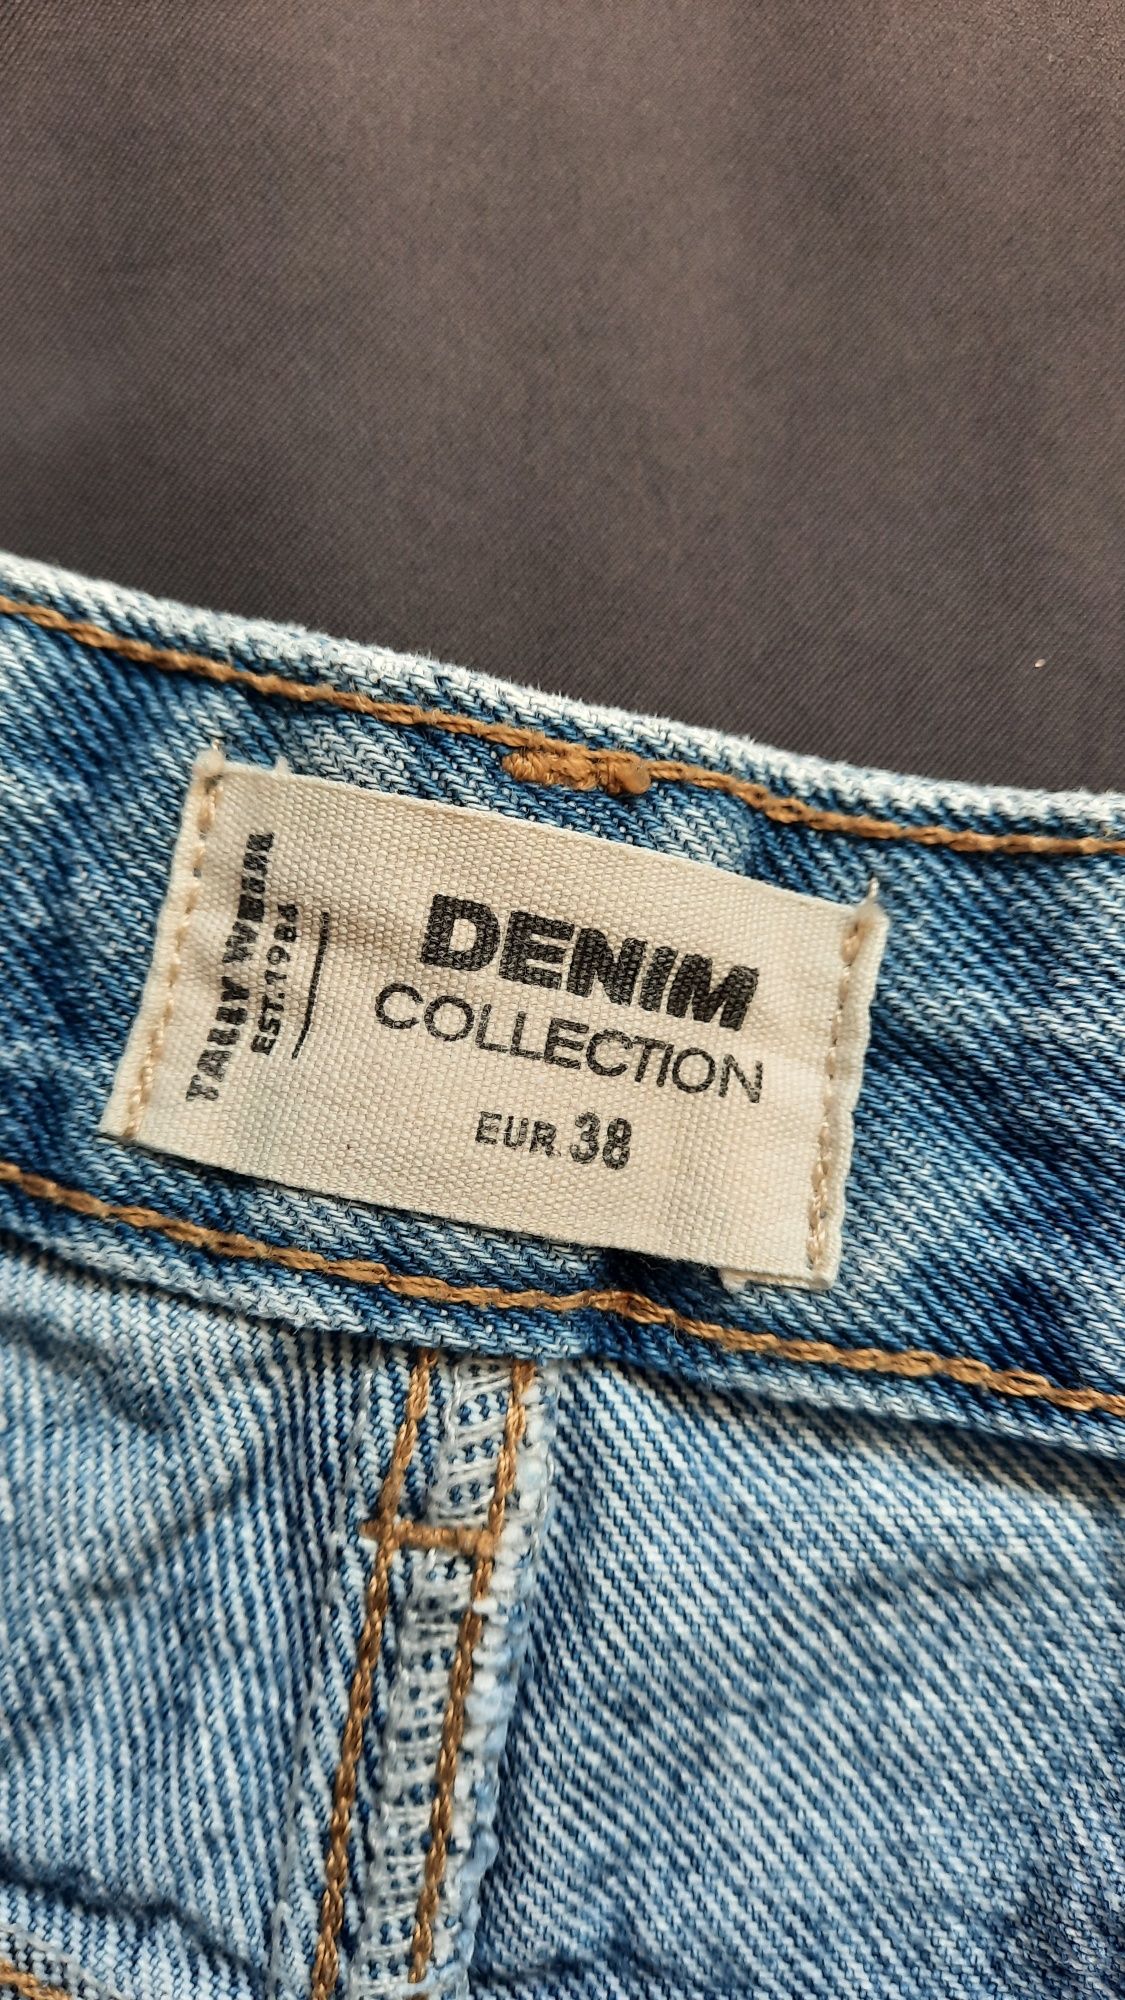 TALLY WEiJL
EST.1984
DENIM
COLLECTION
EUR 38